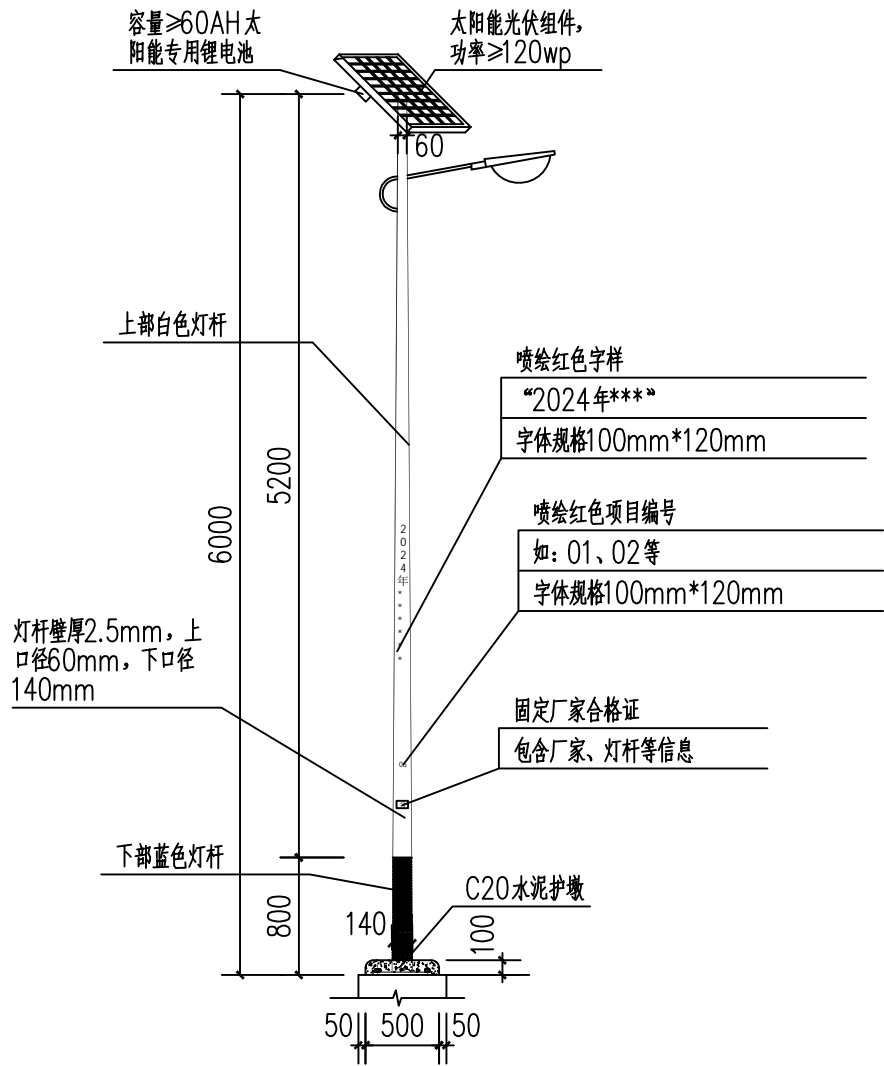 容量≥60AH太
阳能专用锂电池
太阳能光伏组件，
功率≥120wp
60
上部白色灯杆
喷绘红色字样
“2024年***”
字体规格100mm*120mm
5200
6000
喷绘红色项目编号
如：01、02等
字体规格100mm*120mm
2024年*****
灯杆壁厚2.5mm，上
口径60mm，下口径
140mm
固定厂家合格证
包含厂家、灯杆等信息
下部蓝色灯杆
C20水泥护墩
800
140
100
50
500
50